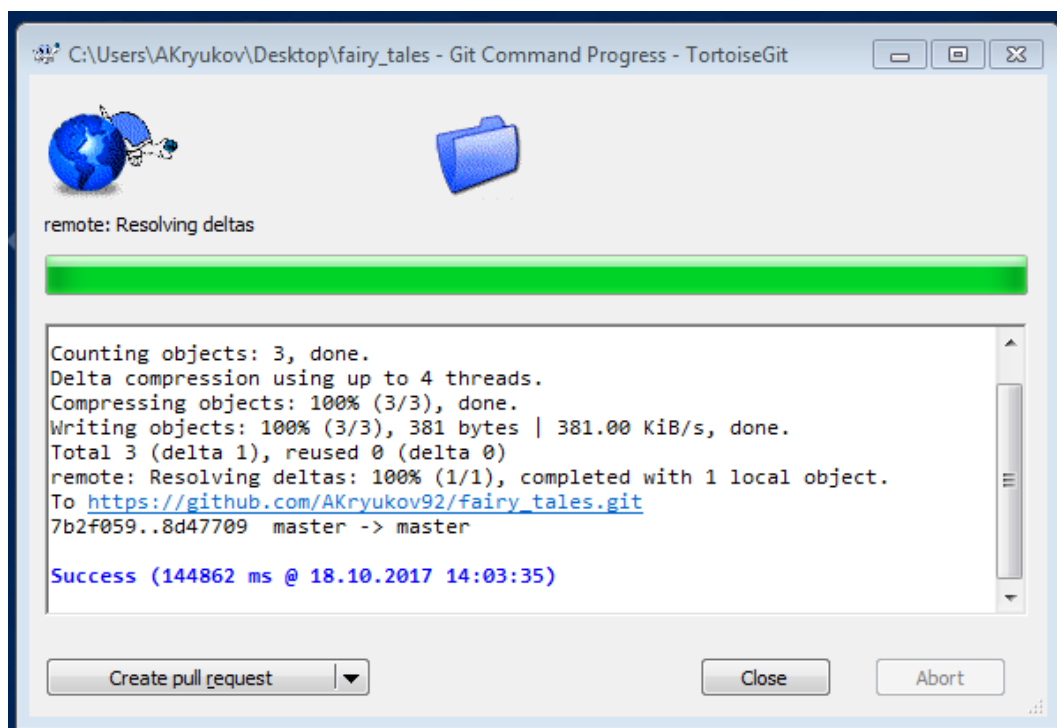 C:\Users\AKryukov\Desktop\fairy_tales - Git Command Progress - TortoiseGit
remote: Resolving deltas
Counting objects: 3, done.
Delta compression using up to 4 threads.
Compressing objects: 100% (3/3), done.
Writing objects: 100% (3/3), 381 bytes | 381.00 KiB/s, done.
Total 3 (delta 1), reused 0 (delta 0)
remote: Resolving deltas: 100% (1/1), completed with 1 local object.
To https://github.com/AKryukov92/fairy_tales.git
7b2f059..8d47709  master -> master
Success (144862 ms @ 18.10.2017 14:03:35)
Create pull request Close Abort